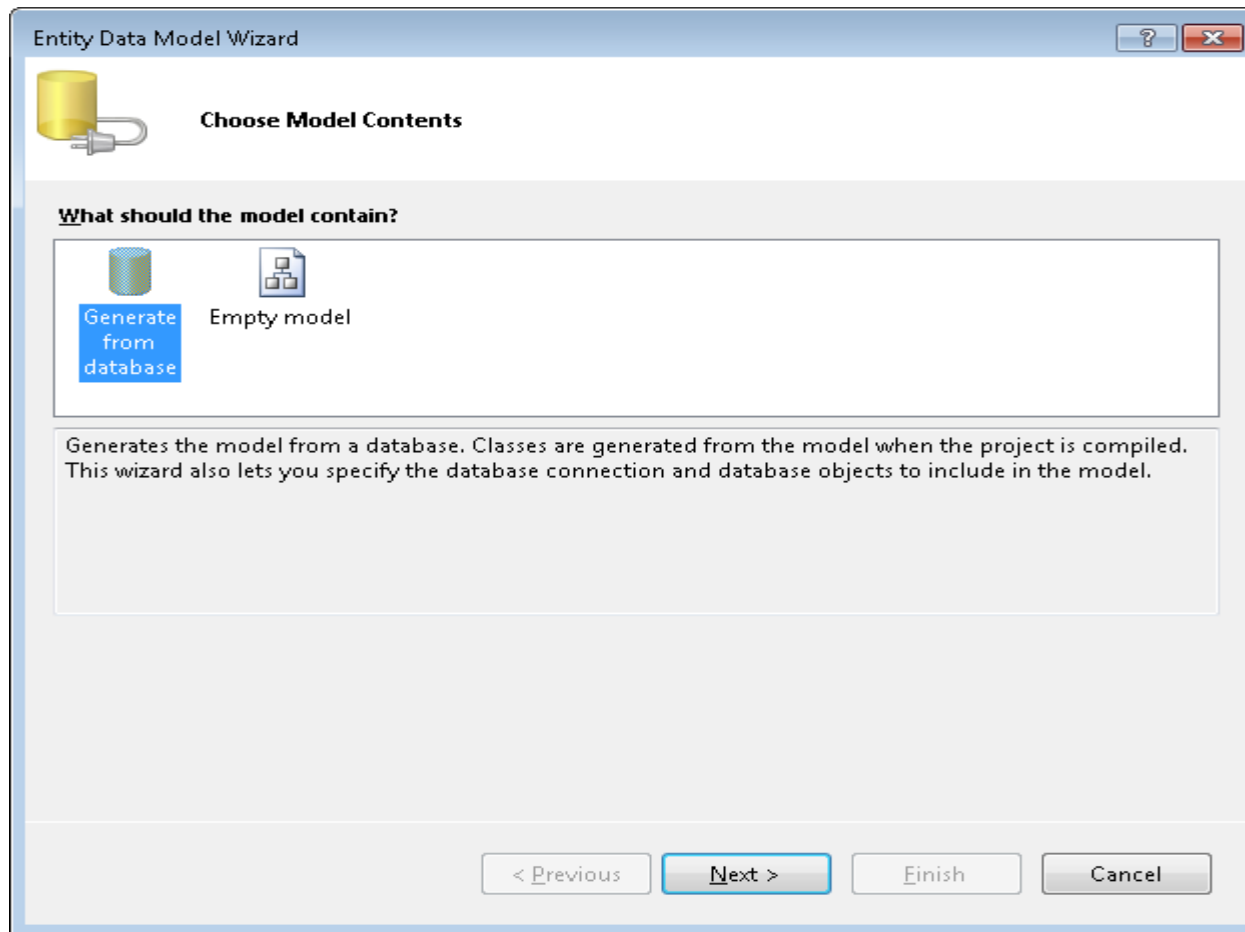 Entity Data Model Wizard
Choose Model Contents
What should the model contain?
Generate
from
database
Empty model
Generates the model from a database. Classes are generated from the model when the project is compiled.
This wizard also lets you specify the database connection and database objects to include in the model.
< Previous
Next >
Finish
Cancel